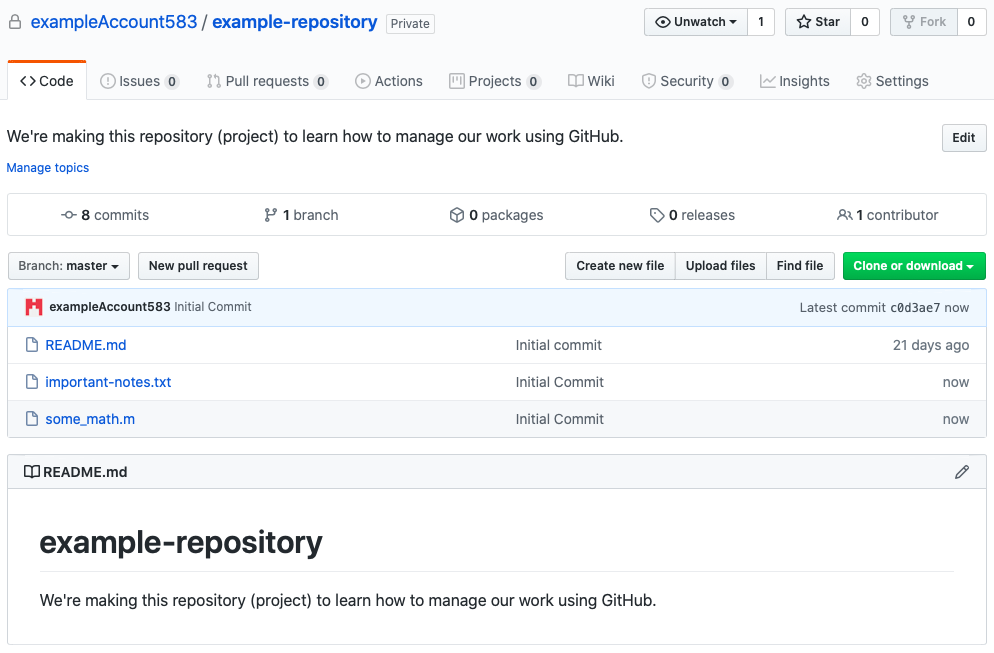 exampleAccount583 / example-repository Private Unwatch 1 Star 0 Fork 0
Code Issues 0 Pull requests 0 Actions Projects 0 Wiki Security 0 Insights Settings
We're making this repository (project) to learn how to manage our work using GitHub. Edit
Manage topics
8 commits 1 branch 0 packages 0 releases 1 contributor
Branch: master New pull request Create new file Upload files Find file Clone or download
exampleAccount583 Initial Commit Latest commit c0d3ae7 now
README.md Initial commit 21 days ago
important-notes.txt Initial Commit now
some_math.m Initial Commit now
README.md
example-repository
We're making this repository (project) to learn how to manage our work using GitHub.